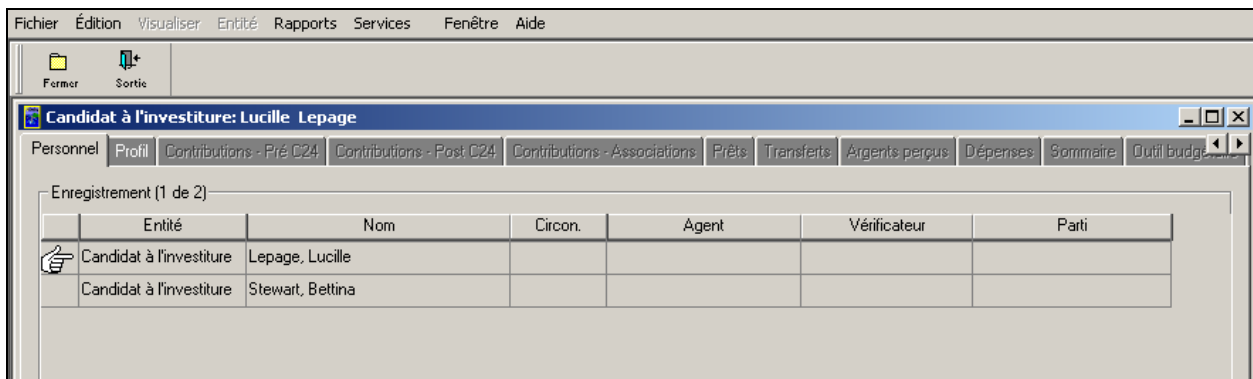 Fichier Édition Visualiser Entité Rapports Services Fenêtre Aide
Fermer Sortie
Candidat à l'investiture: Lucille Lepage
Personnel Profil Contributions - Pré C24 Contributions - Post C24 Contributions - Associations Prêts Transferts Argents perçus Dépenses Sommaire Outil budgétaire
Enregistrement (1 de 2)
Entité Nom Circon. Agent Vérificateur Parti
Candidat à l'investiture Lepage, Lucille
Candidat à l'investiture Stewart, Bettina